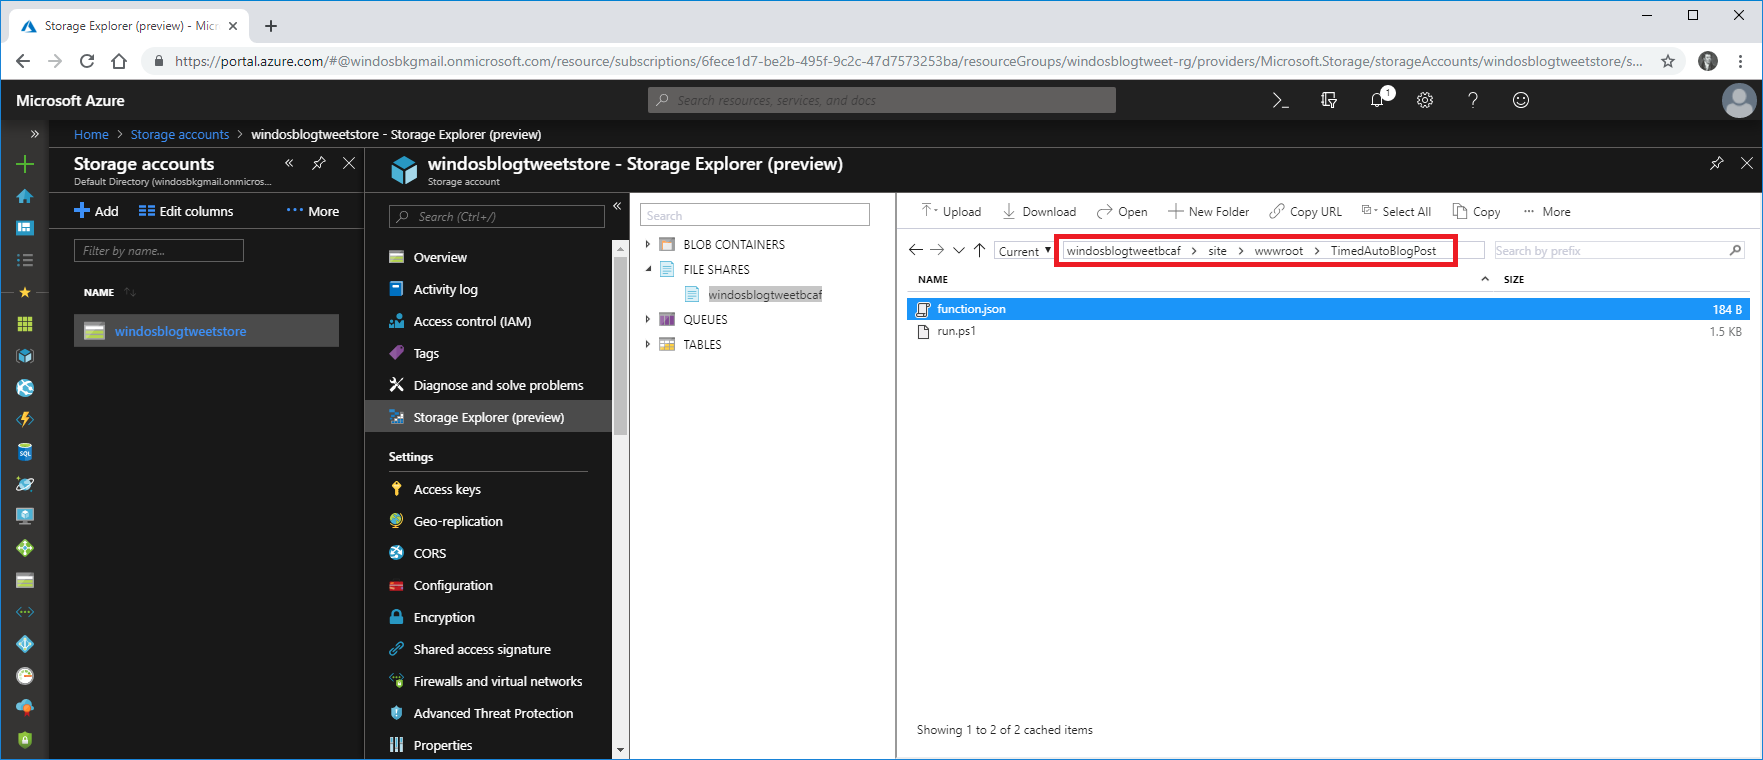 Storage Explorer (preview) - Micr
https://portal.azure.com/#@windosbkgmail.onmicrosoft.com/resource/subscriptions/6fece1d7-be2b-495f-9c2c-47d7573253ba/resourceGroups/windosblogtweet-rg/providers/Microsoft.Storage/storageAccounts/windosblogtweetstore/s...
Microsoft Azure
Search resources, services, and docs
1
Home > Storage accounts > windosblogtweetstore - Storage Explorer (preview)
Storage accounts
Default Directory (windosbkgmail.onmicros...
Add Edit columns More
Filter by name...
NAME
windosblogtweetstore
windosblogtweetstore - Storage Explorer (preview)
Storage account
Search (Ctrl+/)
Overview
Activity log
Access control (IAM)
Tags
Diagnose and solve problems
Storage Explorer (preview)
Settings
Access keys
Geo-replication
CORS
Configuration
Encryption
Shared access signature
Firewalls and virtual networks
Advanced Threat Protection
Properties
Search
BLOB CONTAINERS
FILE SHARES
windosblogtweetbcaf
QUEUES
TABLES
Upload Download Open New Folder Copy URL Select All Copy More
Current windosblogtweetbcaf > site > wwwroot > TimedAutoBlogPost Search by prefix
NAME SIZE
function.json 184 B
run.ps1 1.5 KB
Showing 1 to 2 of 2 cached items
SQL